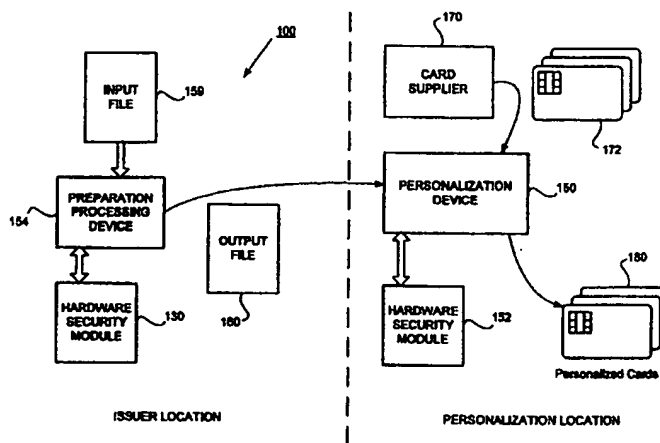 100
INPUT
FILE
159
PREPARATION
PROCESSING
DEVICE
154
OUTPUT
FILE
160
HARDWARE
SECURITY
MODULE
130
ISSUER LOCATION
170
CARD
SUPPLIER
172
PERSONALIZATION
DEVICE
150
HARDWARE
SECURITY
MODULE
152
180
Personalized Cards
PERSONALIZATION LOCATION